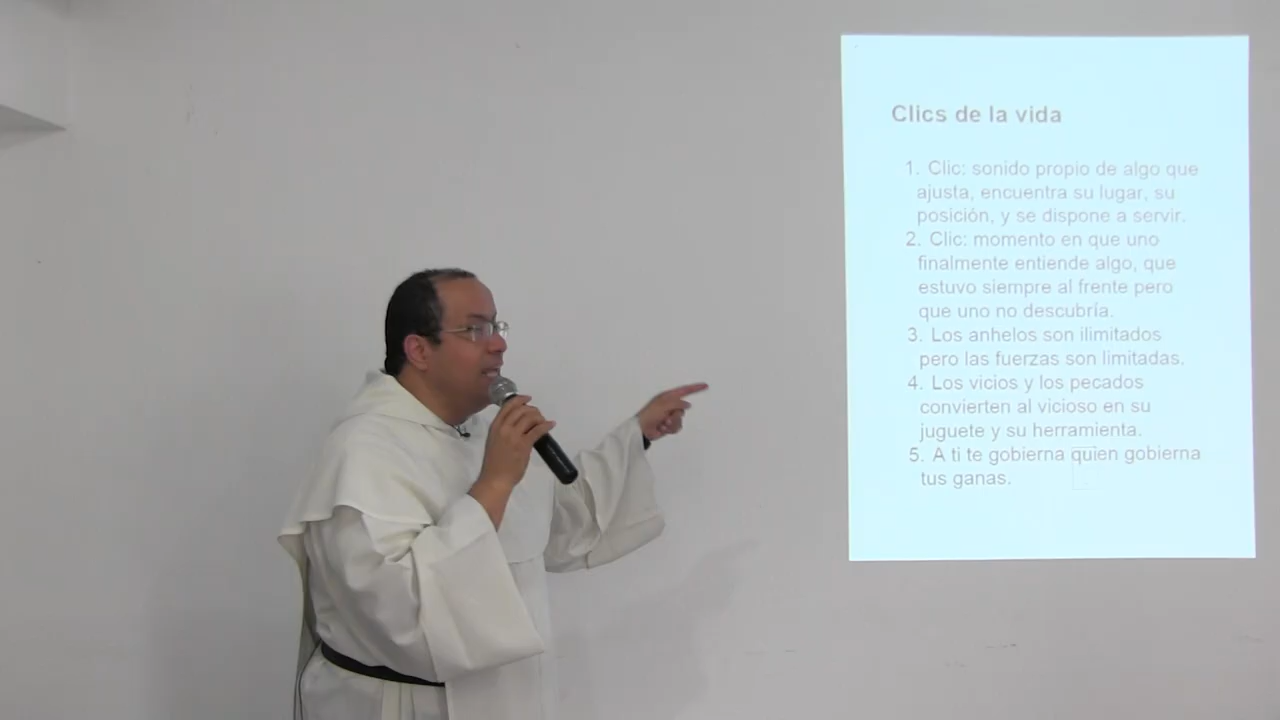 Clics de la vida
1. Clic: sonido propio de algo que
ajusta, encuentra su lugar, su
posición, y se dispone a servir.
2. Clic: momento en que uno
finalmente entiende algo, que
estuvo siempre al frente pero
que uno no descubría.
3. Los anhelos son ilimitados
pero las fuerzas son limitadas.
4. Los vicios y los pecados
convierten al vicioso en su
juguete y su herramienta.
5. A ti te gobierna quien gobierna
tus ganas.